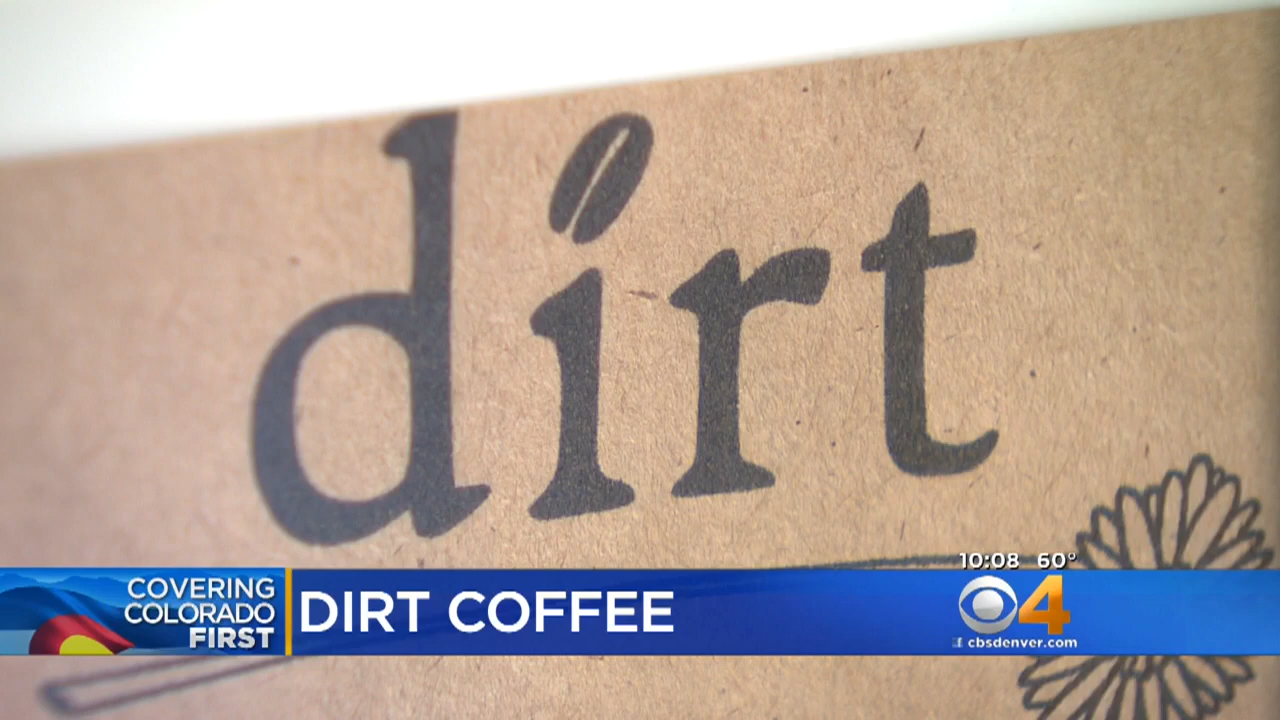 dirt
10:08 60°
COVERING
COLORADO
FIRST
DIRT COFFEE
4
f cbsdenver.com